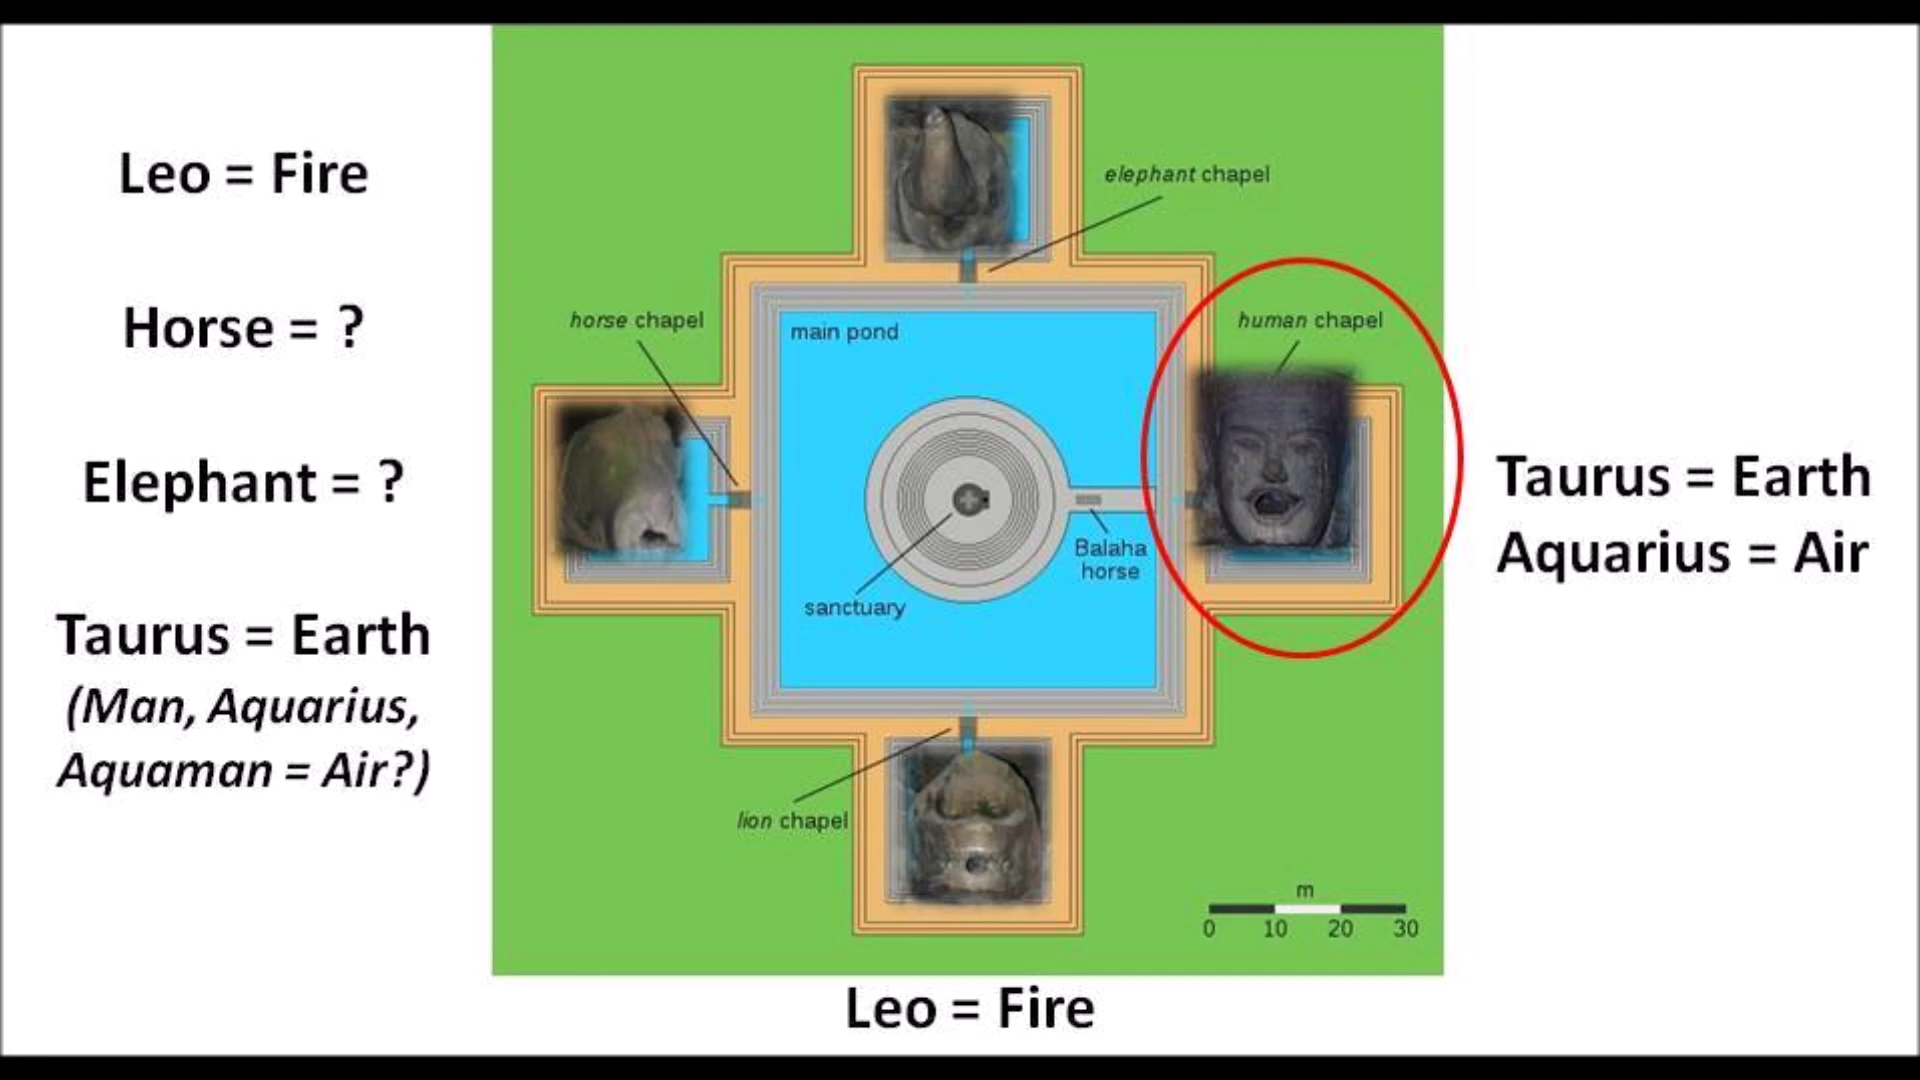 Leo = Fire
Horse = ?
Elephant = ?
Taurus = Earth
(Man, Aquarius,
Aquaman = Air?)
elephant chapel
horse chapel
human chapel
main pond
Balaha
horse
sanctuary
lion chapel
m
0 10 20 30
Taurus = Earth
Aquarius = Air
Leo = Fire